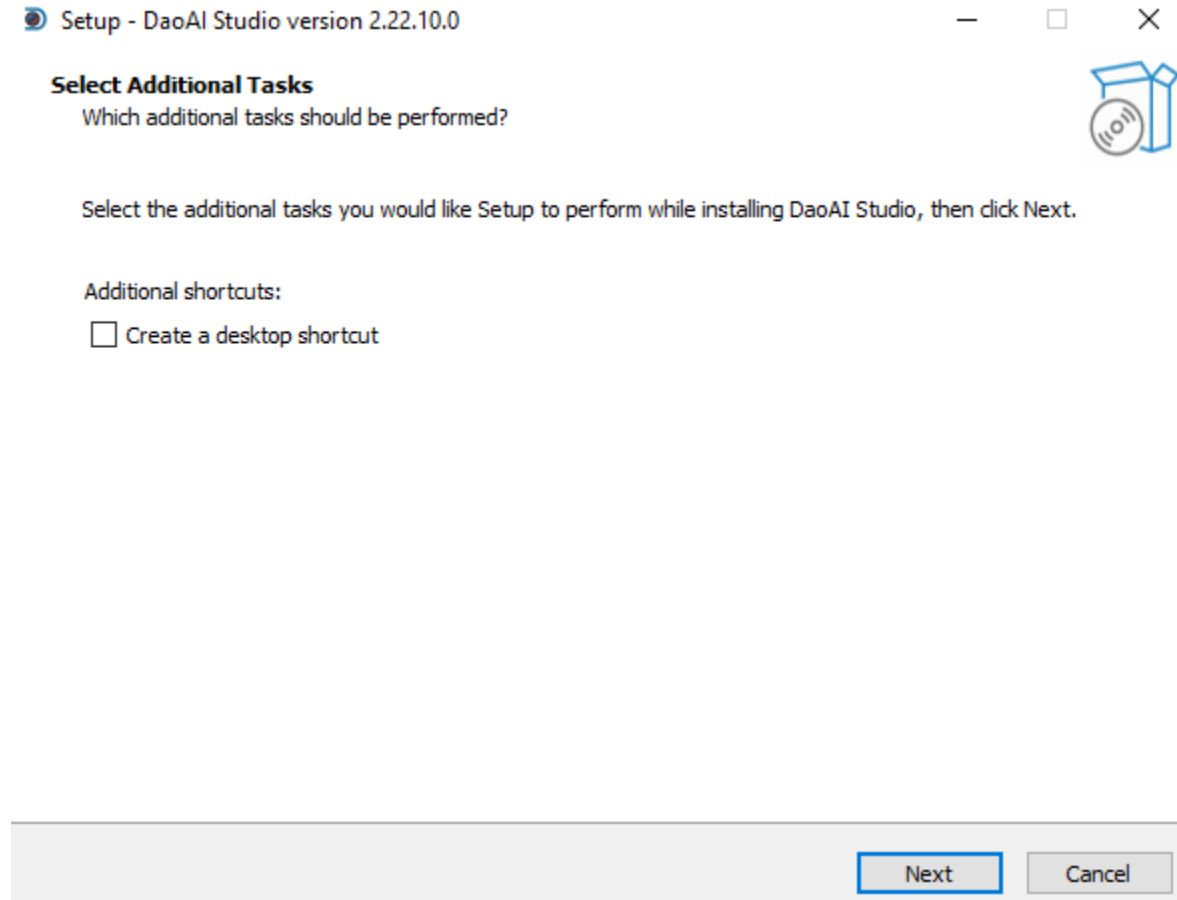 Setup - DaoAI Studio version 2.22.10.0
Select Additional Tasks
Which additional tasks should be performed?
Select the additional tasks you would like Setup to perform while installing DaoAI Studio, then click Next.
Additional shortcuts:
Create a desktop shortcut
Next
Cancel